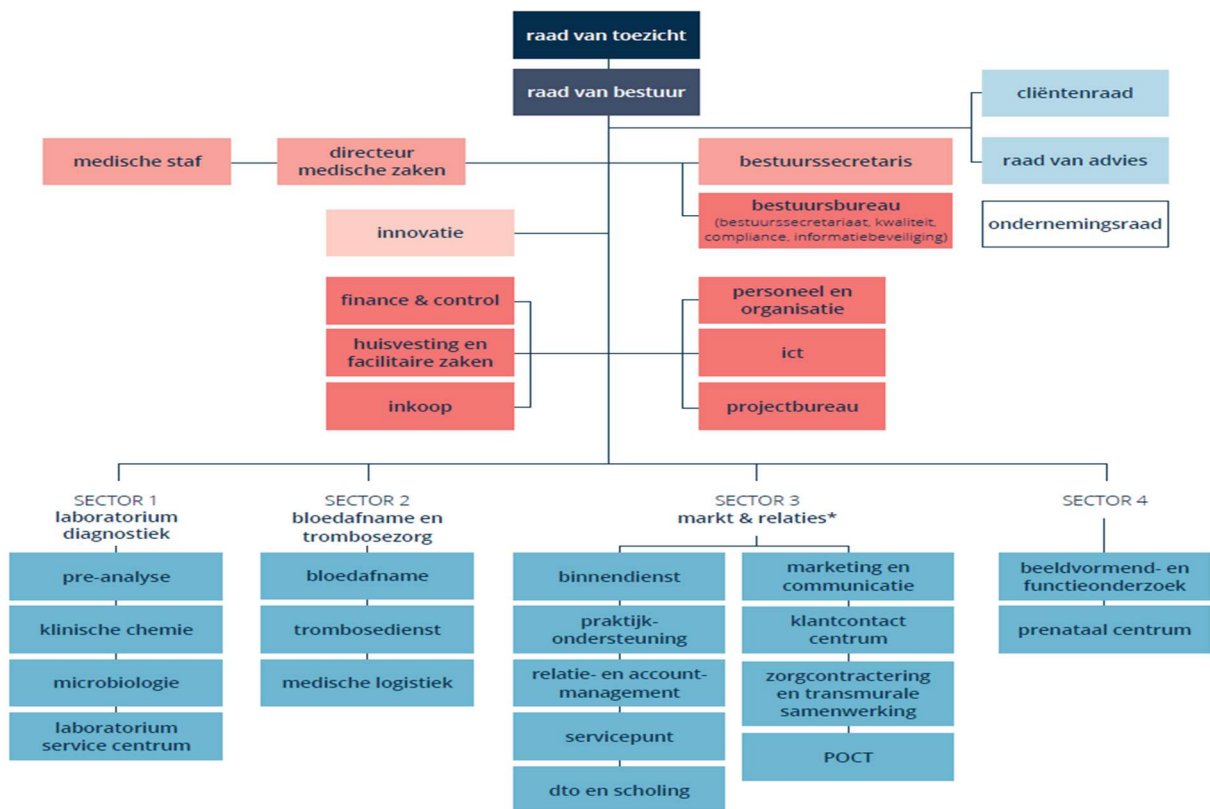 raad van toezicht
raad van bestuur
cliëntenraad
medische staf
directeur
medische zaken
bestuurssecretaris
raad van advies
bestuursbureau
(bestuurssecretariaat, kwaliteit,
compliance, informatiebeveiliging)
innovatie
ondernemingsraad
finance & control
personeel en
organisatie
huisvesting en
facilitaire zaken
ict
inkoop
projectbureau
SECTOR 1
laboratorium
diagnostiek
pre-analyse
klinische chemie
microbiologie
laboratorium
service centrum
SECTOR 2
bloedafname en
trombosezorg
bloedafname
trombosedienst
medische logistiek
SECTOR 3
markt & relaties*
binnendienst
praktijk-
ondersteuning
relatie- en account-
management
servicepunt
dto en scholing
marketing en
communicatie
klantcontact
centrum
zorgcontractering
en transmurale
samenwerking
POCT
SECTOR 4
beeldvormend- en
functieonderzoek
prenataal centrum